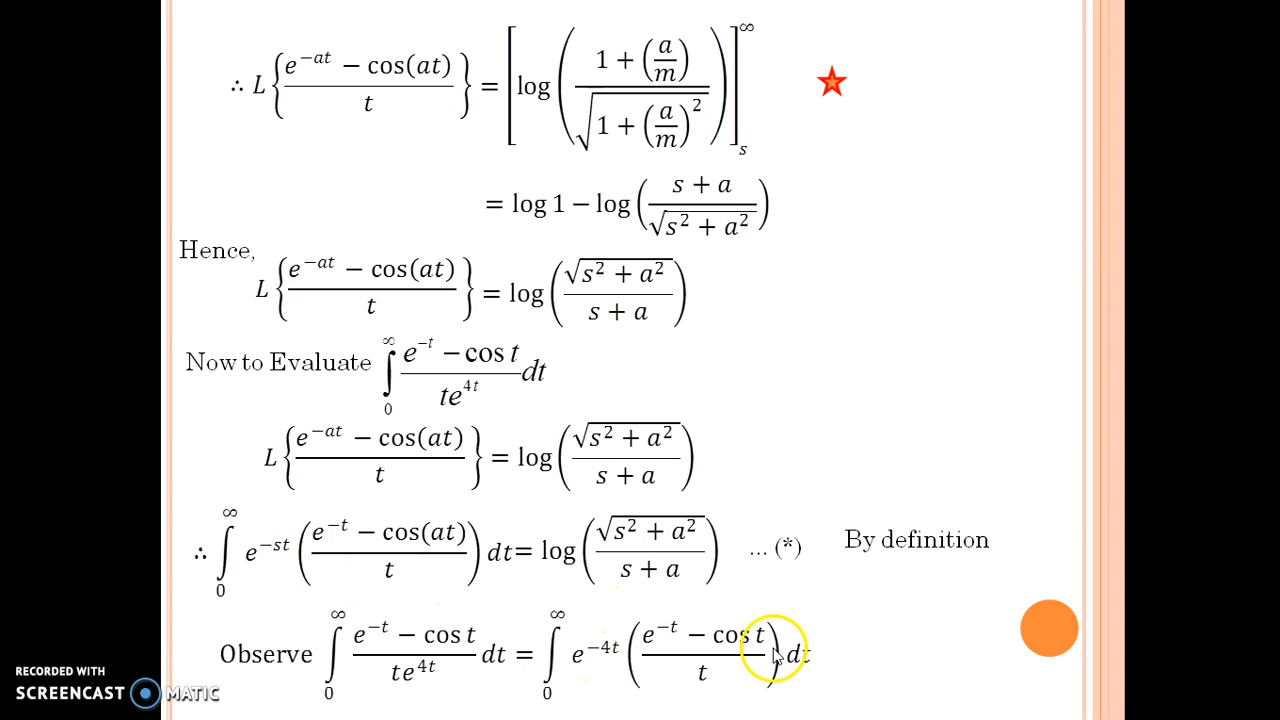 ∴ L{(e^{-at} − cos(at))/t} = [log((1 + (a/m))/√(1 + (a/m)^2))]_s^∞
= log 1 − log((s + a)/√(s^2 + a^2))
Hence,
L{(e^{-at} − cos(at))/t} = log(√(s^2 + a^2)/(s + a))
Now to Evaluate ∫_0^∞ (e^{-t} − cos t)/(te^{4t}) dt
L{(e^{-at} − cos(at))/t} = log(√(s^2 + a^2)/(s + a))
∴ ∫_0^∞ e^{-st} ((e^{-t} − cos(at))/t) dt = log(√(s^2 + a^2)/(s + a)) … (*) By definition
Observe ∫_0^∞ (e^{-t} − cos t)/(te^{4t}) dt = ∫_0^∞ e^{-4t} ((e^{-t} − cos t)/t) dt
RECORDED WITH
SCREENCAST MATIC